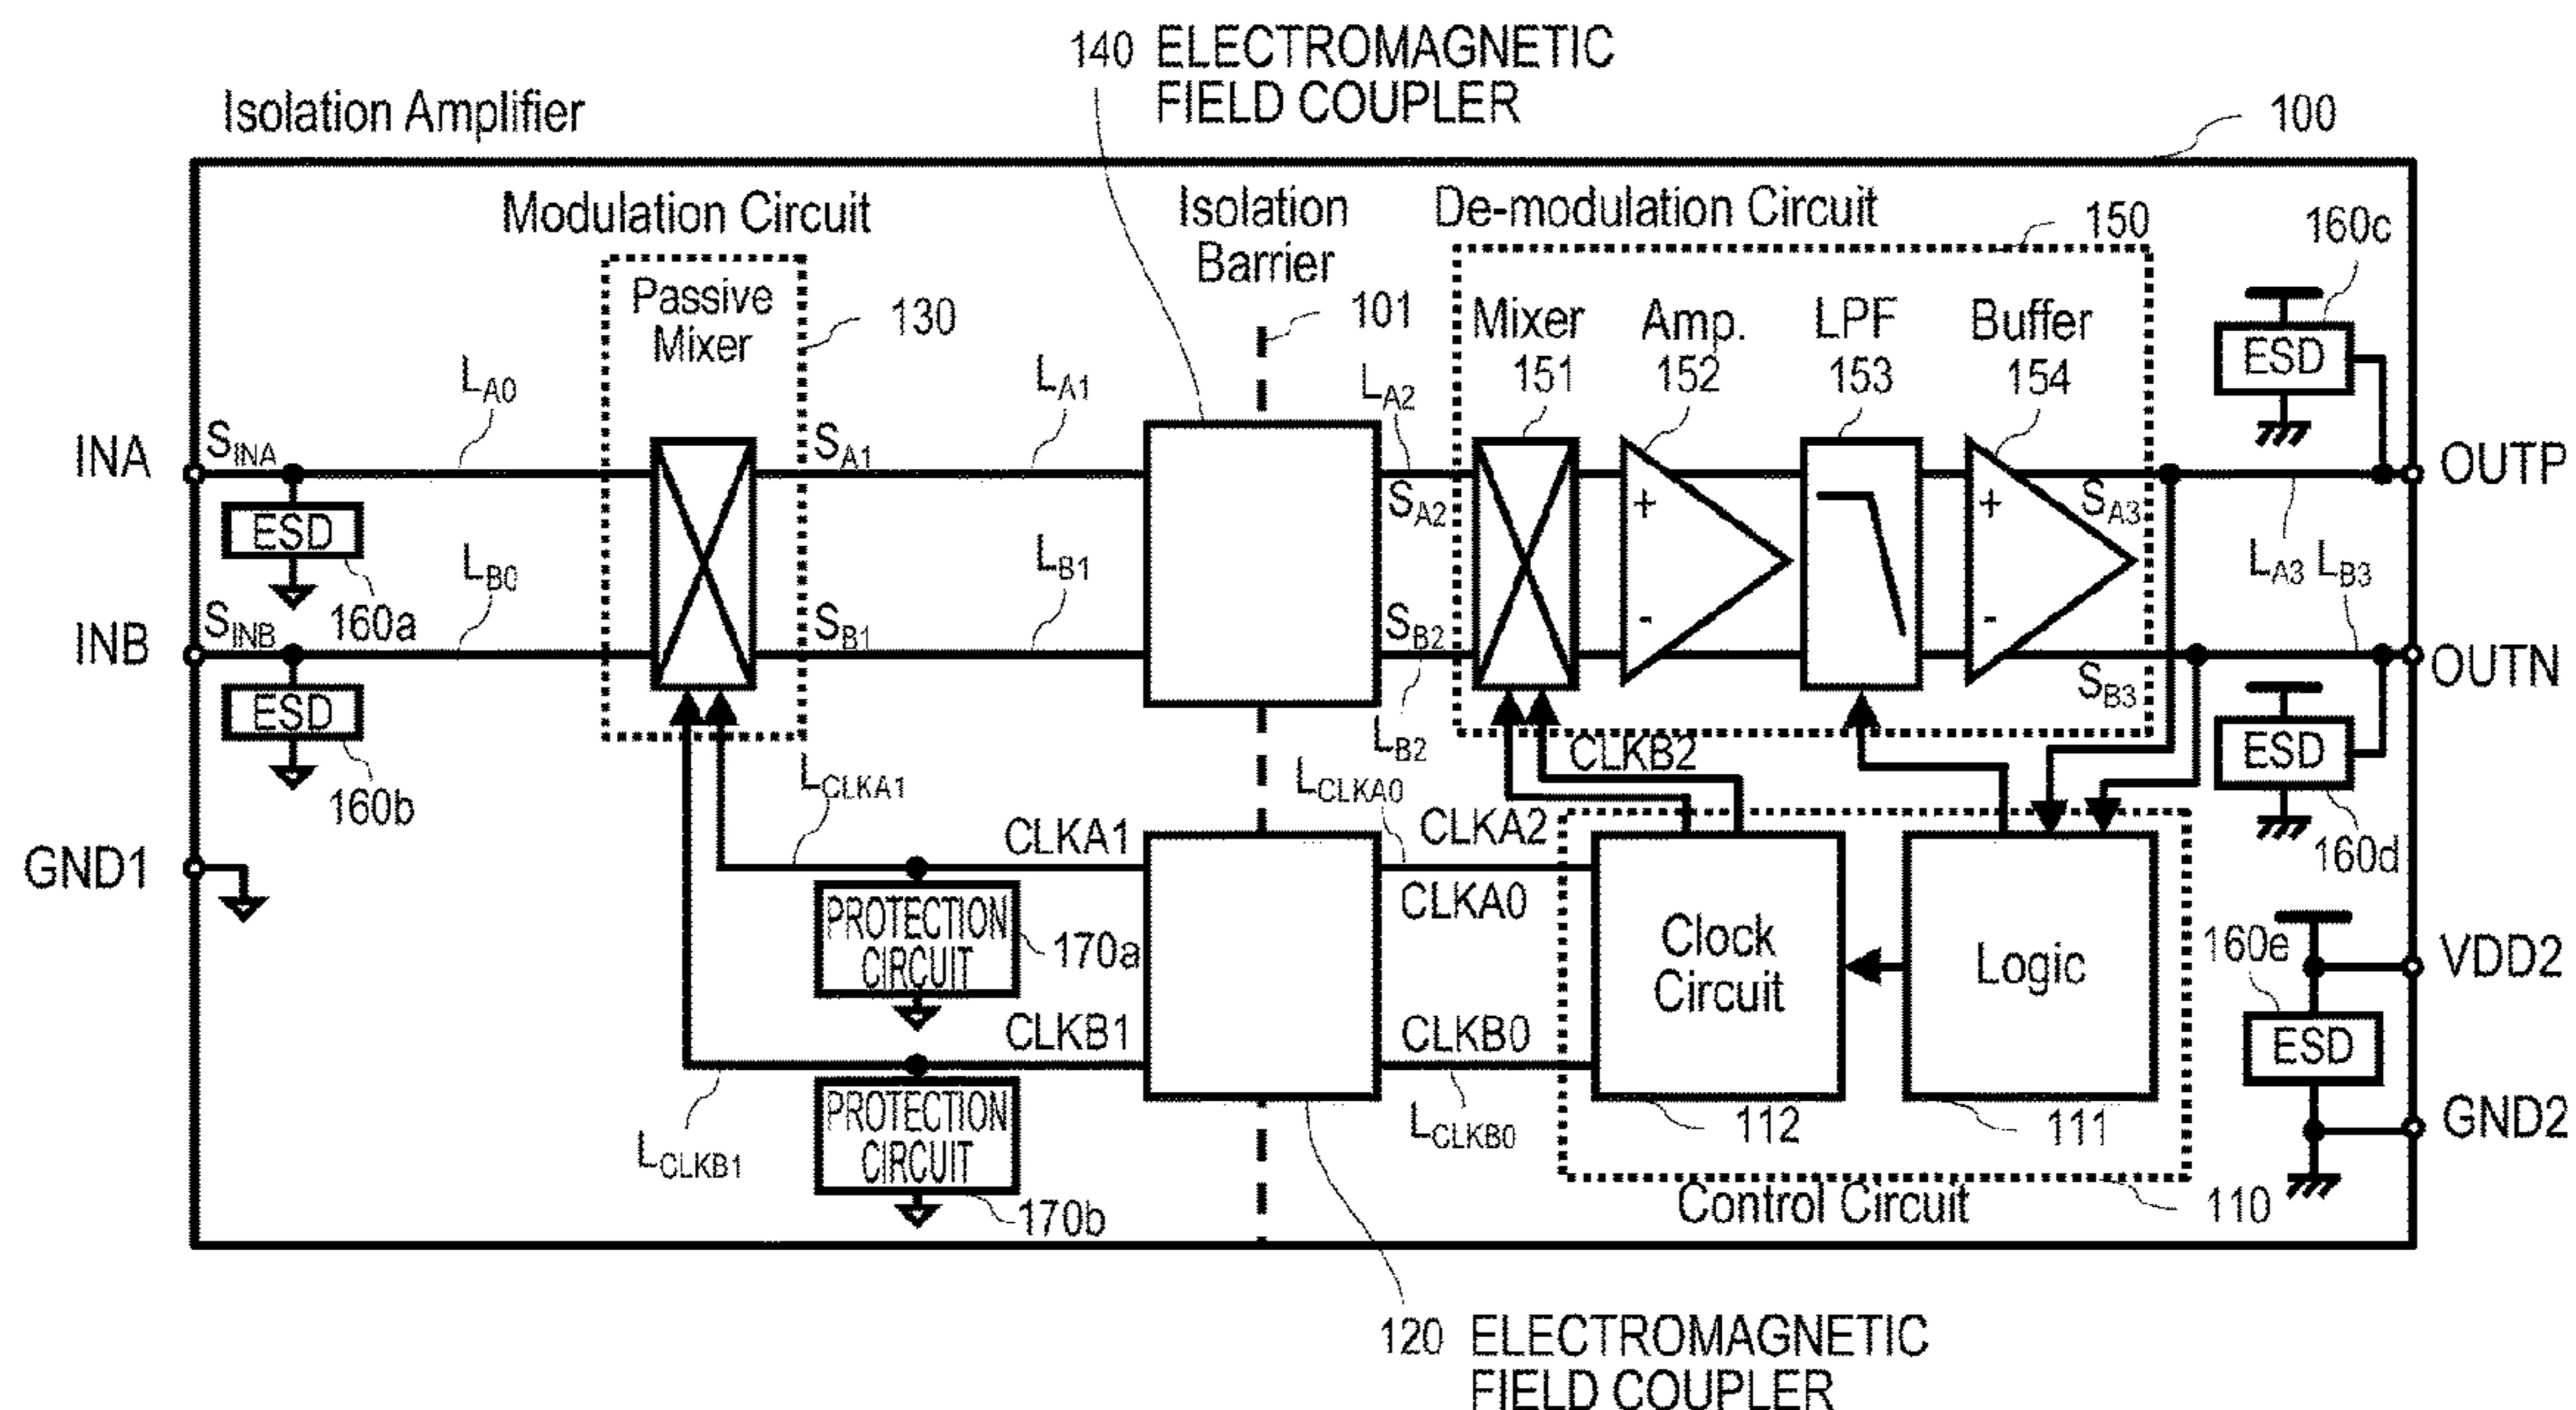 140 ELECTROMAGNETIC
FIELD COUPLER
Isolation Amplifier
100
Modulation Circuit
Isolation
Barrier
De-modulation Circuit
150
160c
Passive
Mixer
130
101
Mixer
151
Amp.
152
LPF
153
Buffer
154
ESD
LA0
LA1
LA2
INA
SINA
SA1
SA2
+
+
SA3
OUTP
ESD
160a
LB0
LB1
LA3 LB3
INB
SINB
SB1
SB2
-
-
SB3
OUTN
ESD
160b
LB2
CLKB2
ESD
160d
LCLKA1
LCLKA0
GND1
CLKA1
CLKA2
CLKA0
PROTECTION
CIRCUIT
170a
Clock
Circuit
Logic
160e
VDD2
CLKB1
CLKB0
ESD
PROTECTION
CIRCUIT
170b
LCLKB1
LCLKB0
112
111
GND2
Control Circuit
110
120 ELECTROMAGNETIC
FIELD COUPLER